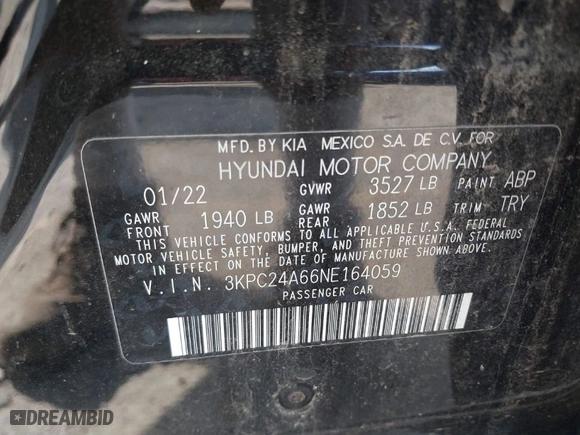 MFD. BY KIA MEXICO S.A. DE C.V. FOR
HYUNDAI MOTOR COMPANY
01/22 GVWR 3527 LB PAINT ABP
GAWR FRONT 1940 LB GAWR REAR 1852 LB TRIM TRY
THIS VEHICLE CONFORMS TO ALL APPLICABLE U.S.A. FEDERAL
MOTOR VEHICLE SAFETY, BUMPER, AND THEFT PREVENTION STANDARDS
IN EFFECT ON THE DATE OF MANUFACTURE SHOWN ABOVE.
V.I.N. 3KPC24A66NE164059
PASSENGER CAR
DREAMBID